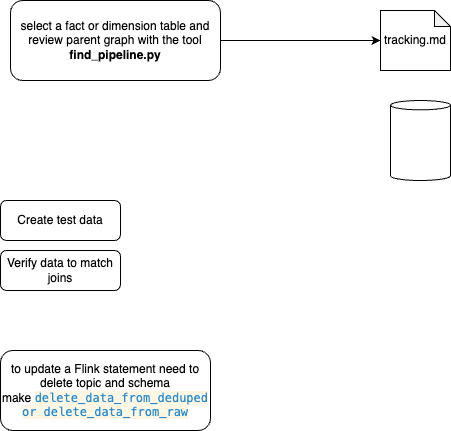 select a fact or dimension table and
review parent graph with the tool
find_pipeline.py
tracking.md
Create test data
Verify data to match
joins
to update a Flink statement need to
delete topic and schema
make delete_data_from_deduped
or delete_data_from_raw